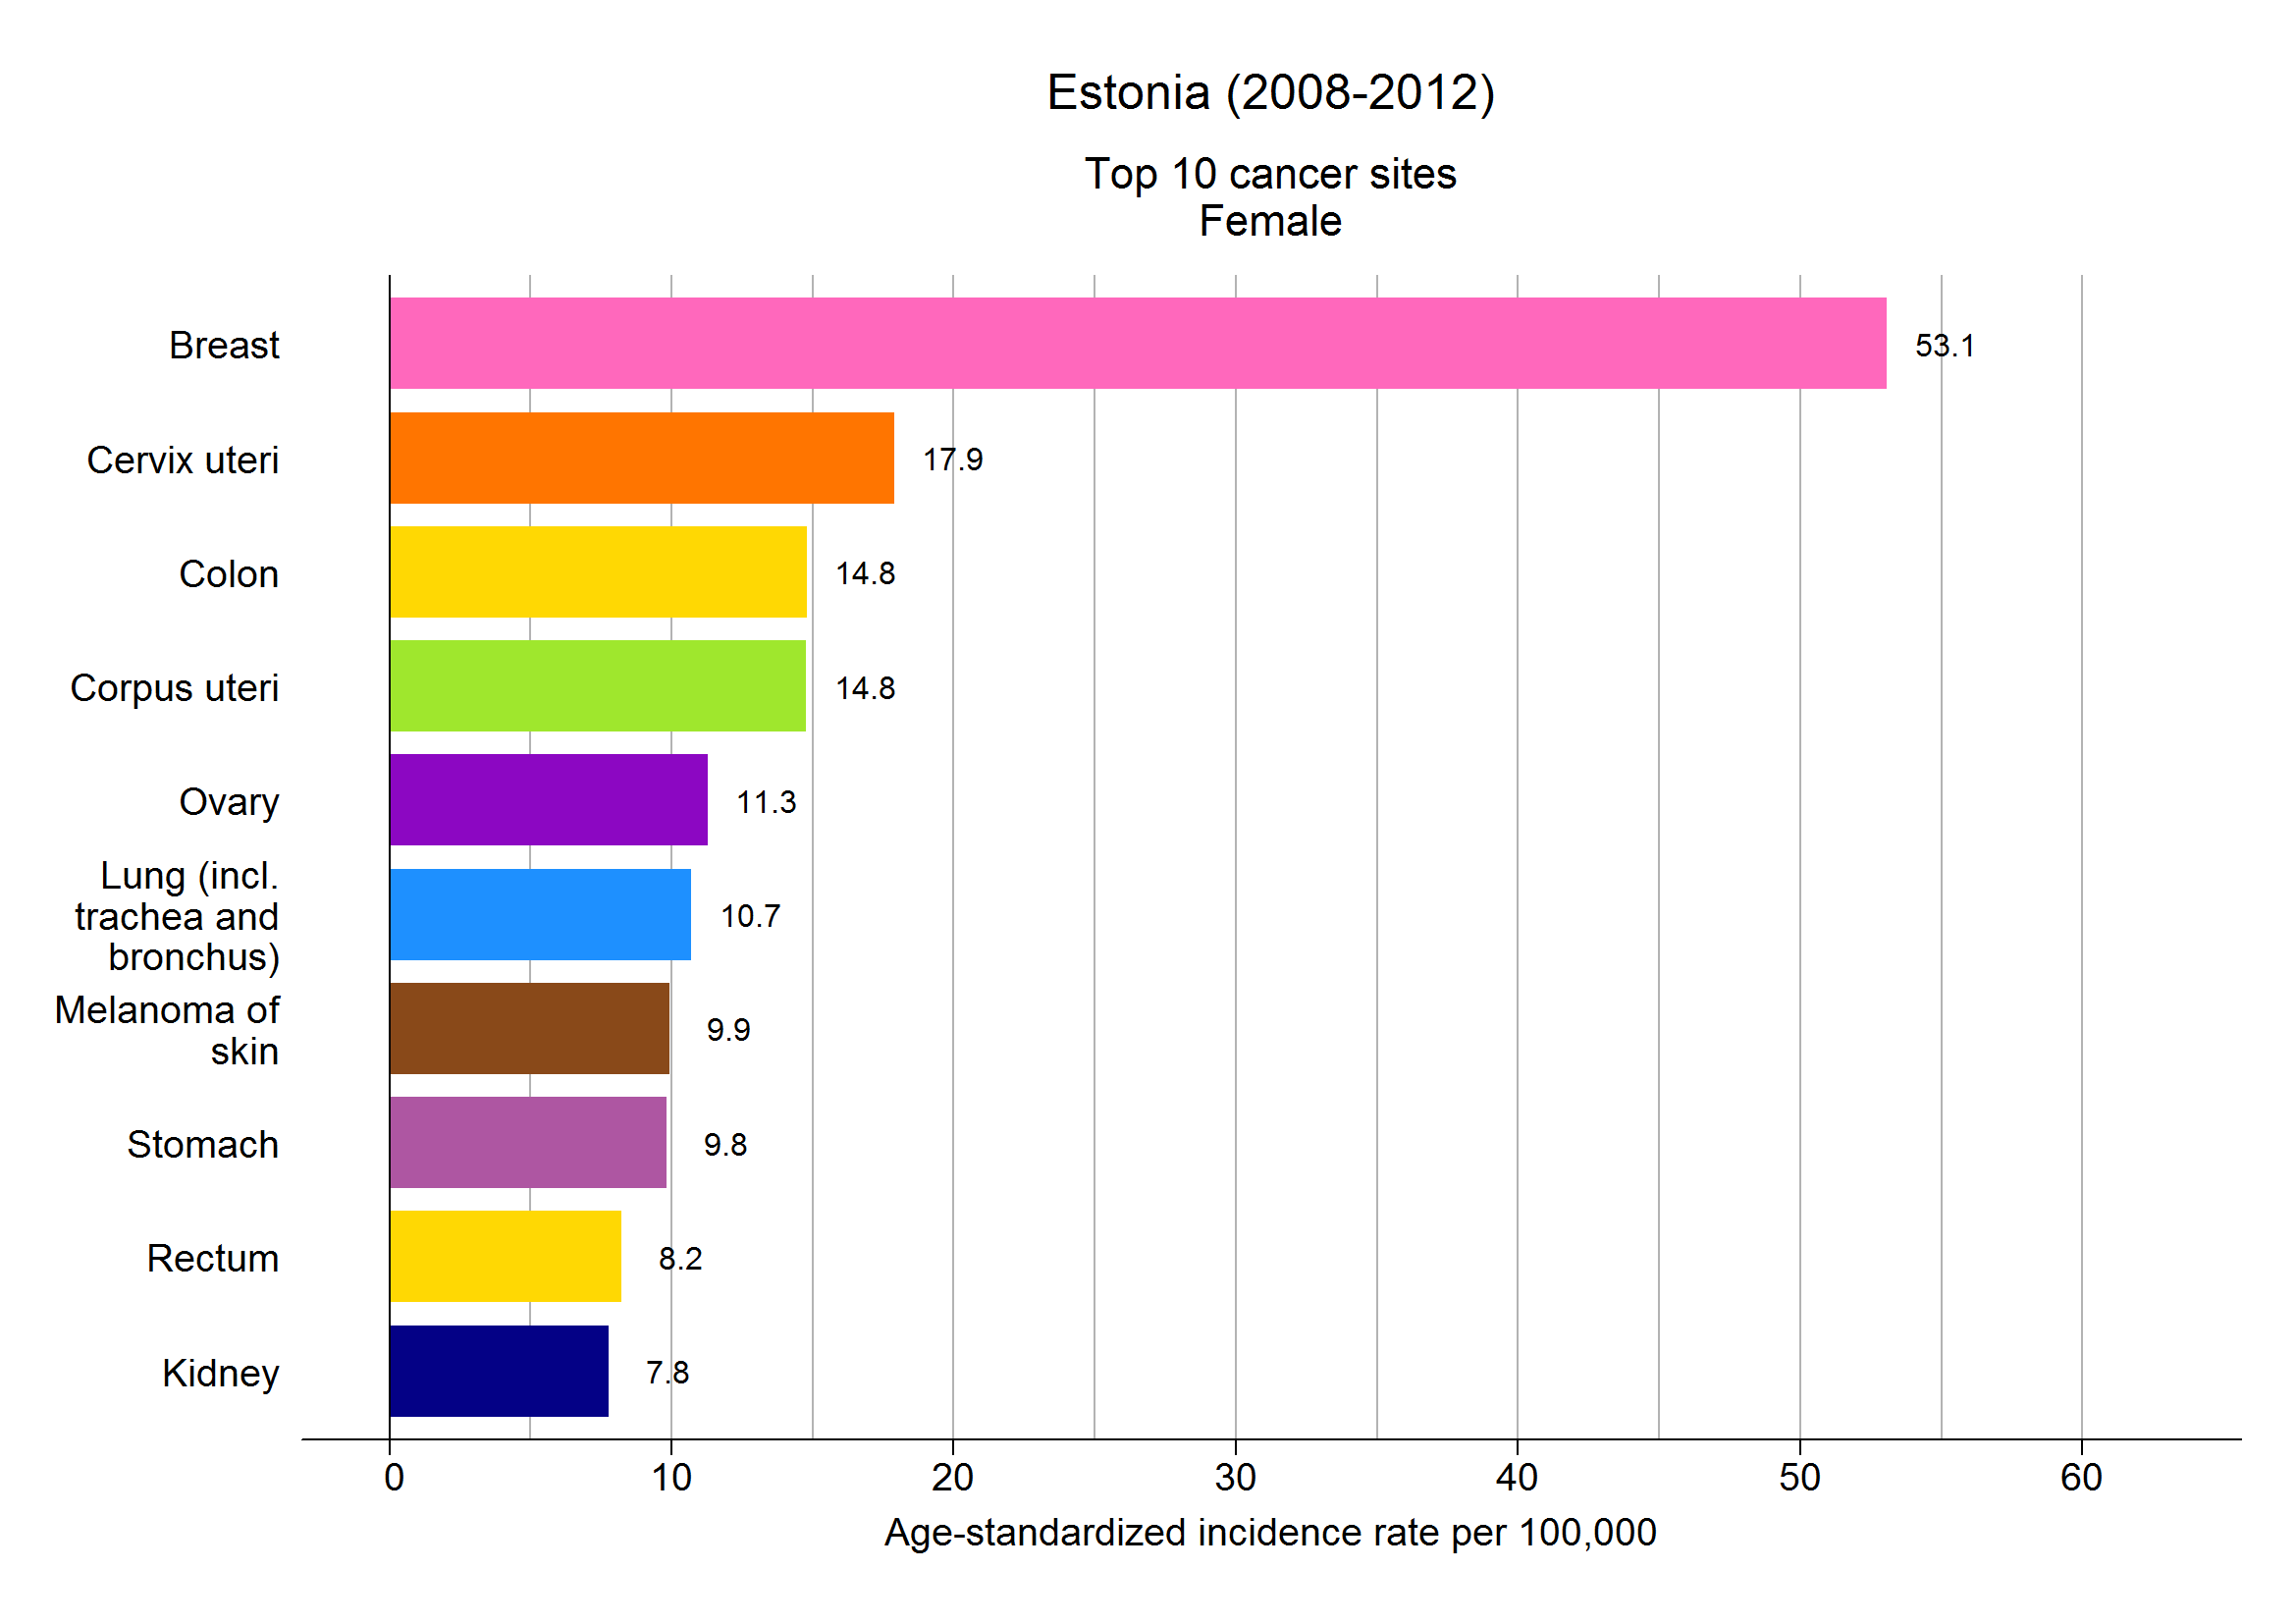 Estonia (2008-2012)
Top 10 cancer sites
Female
Breast
53.1
Cervix uteri
17.9
Colon
14.8
Corpus uteri
14.8
Ovary
11.3
Lung (incl.
trachea and
bronchus)
10.7
Melanoma of
skin
9.9
Stomach
9.8
Rectum
8.2
Kidney
7.8
0 10 20 30 40 50 60
Age-standardized incidence rate per 100,000